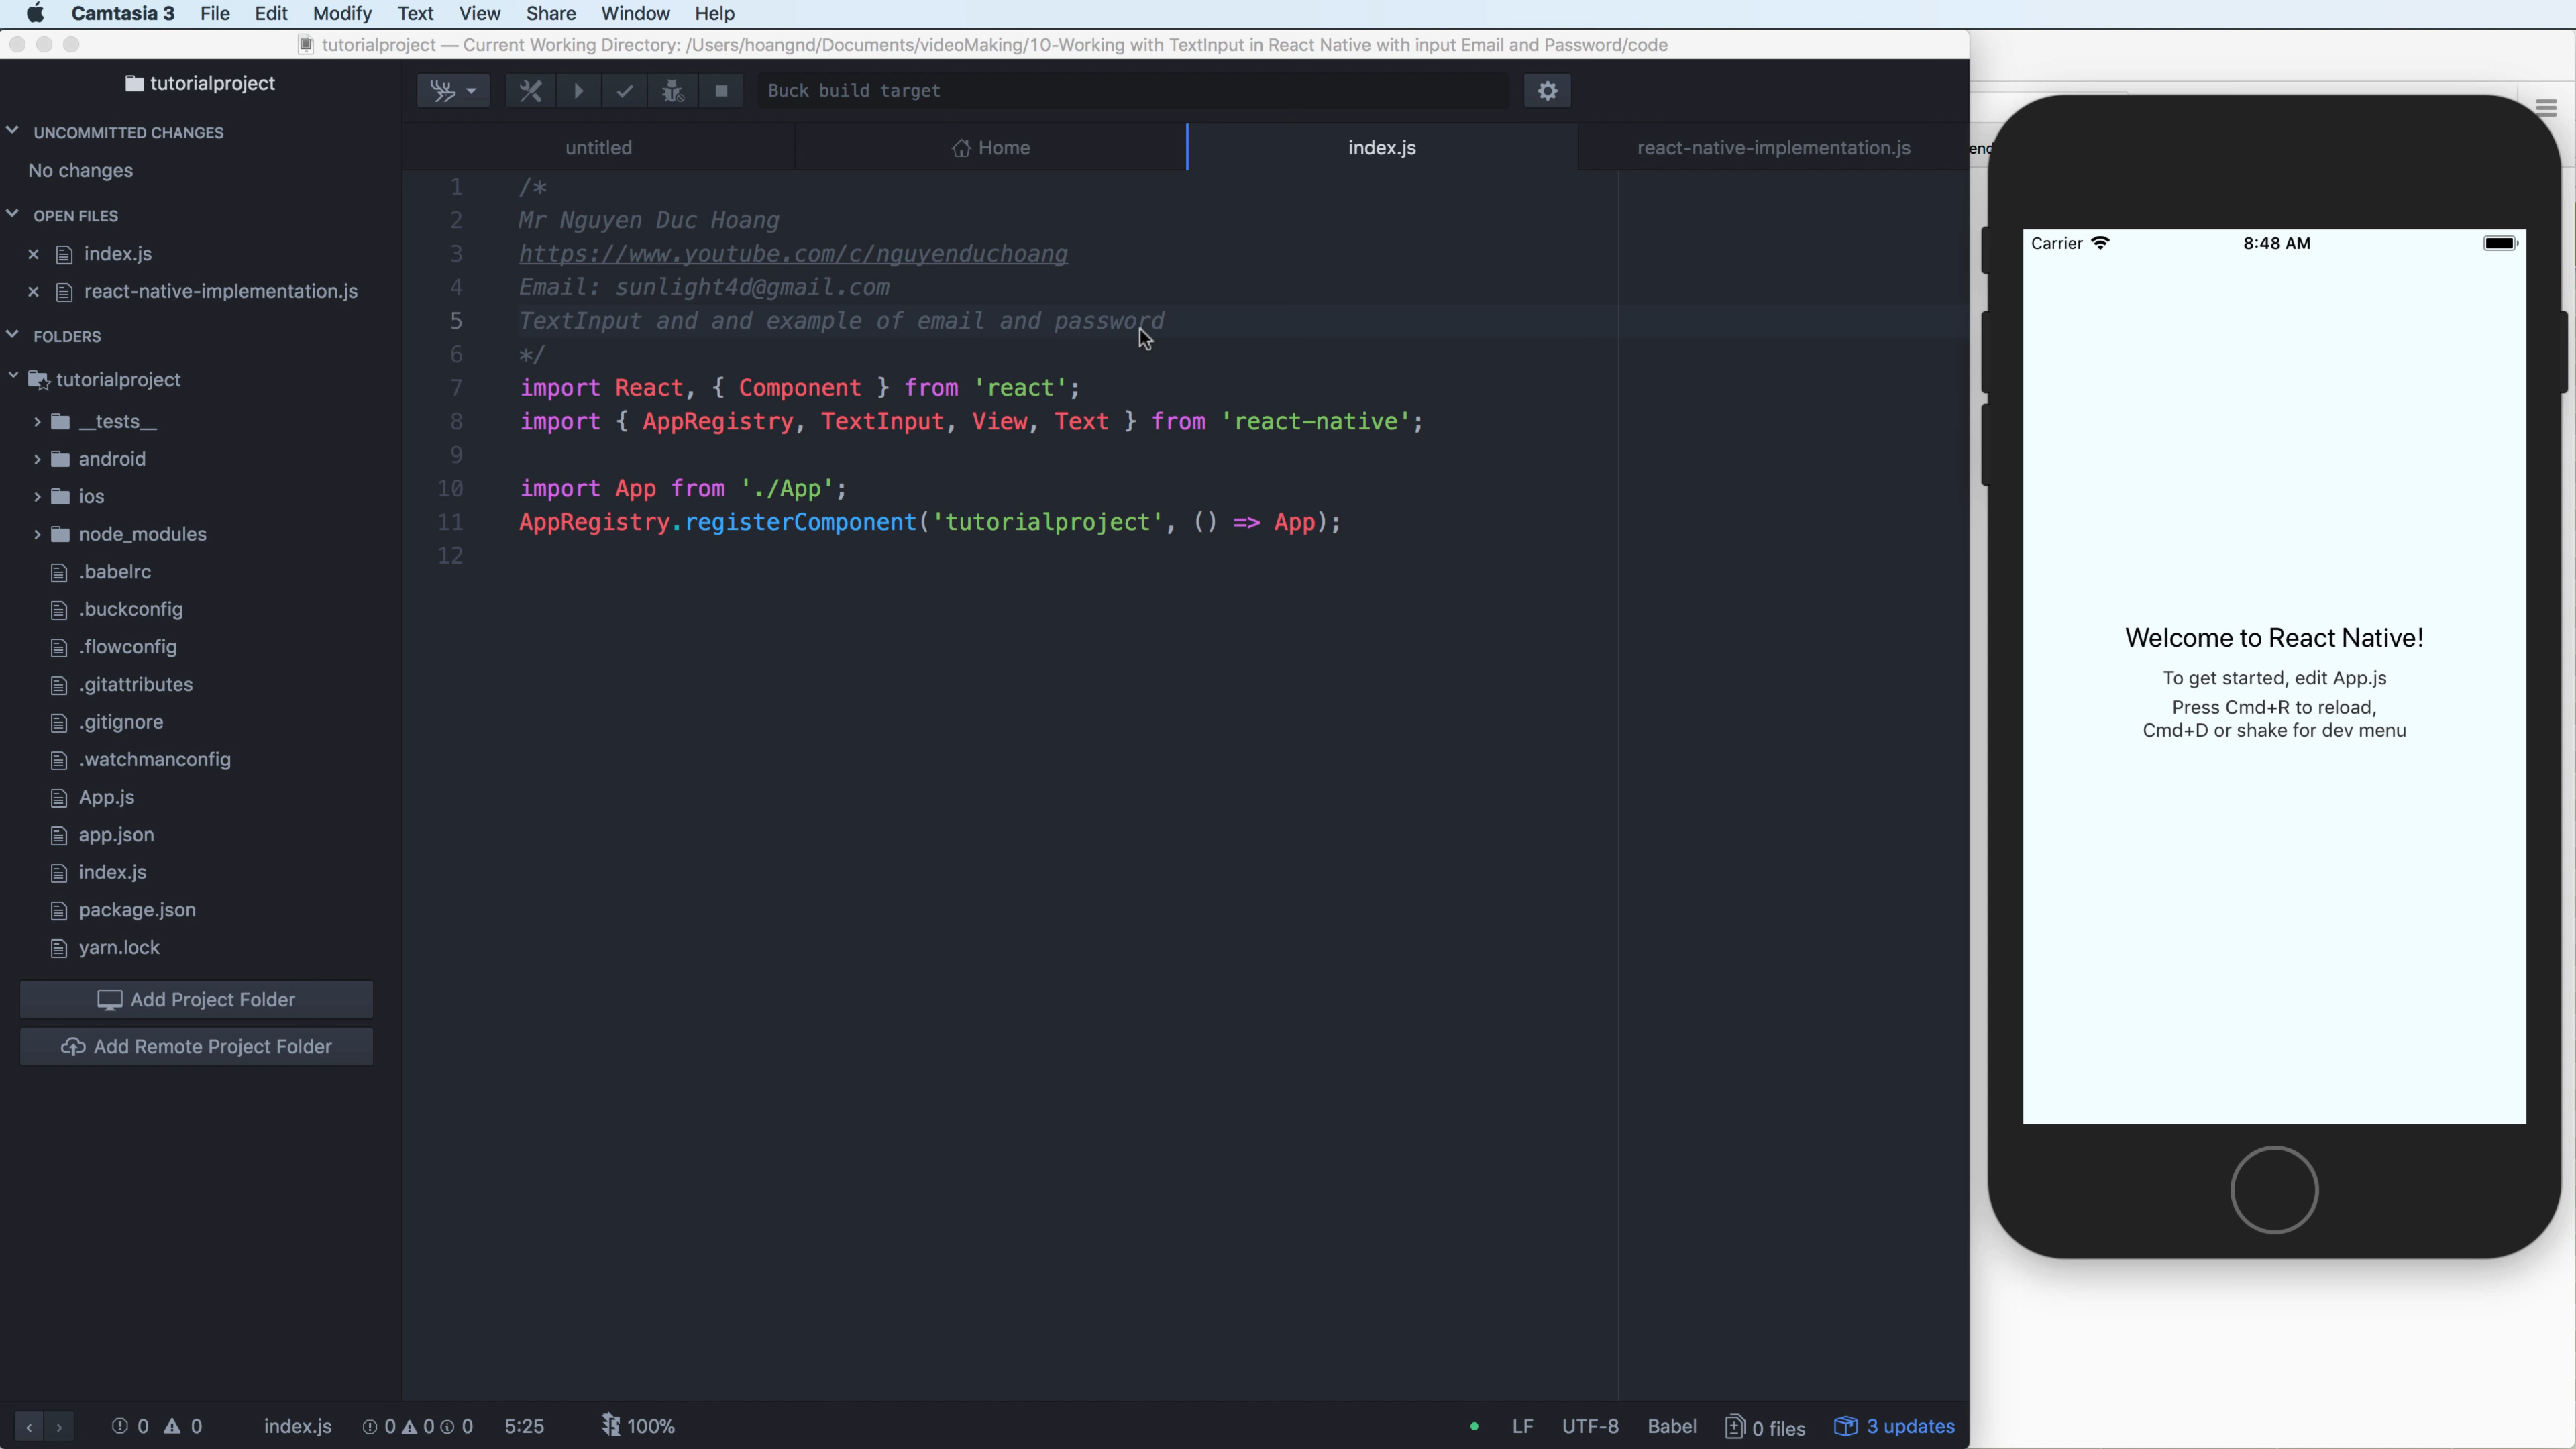 Camtasia 3 File Edit Modify Text View Share Window Help
tutorialproject — Current Working Directory: /Users/hoangnd/Documents/videoMaking/10-Working with TextInput in React Native with input Email and Password/code
tutorialproject
Buck build target
UNCOMMITTED CHANGES
No changes
OPEN FILES
index.js
react-native-implementation.js
FOLDERS
tutorialproject
__tests__
android
ios
node_modules
.babelrc
.buckconfig
.flowconfig
.gitattributes
.gitignore
.watchmanconfig
App.js
app.json
index.js
package.json
yarn.lock
Add Project Folder
Add Remote Project Folder
untitled Home index.js react-native-implementation.js
1 /*
2 Mr Nguyen Duc Hoang
3 https://www.youtube.com/c/nguyenduchoang
4 Email: sunlight4d@gmail.com
5 TextInput and and example of email and password
6 */
7 import React, { Component } from 'react';
8 import { AppRegistry, TextInput, View, Text } from 'react-native';
9
10 import App from './App';
11 AppRegistry.registerComponent('tutorialproject', () => App);
12
Carrier 8:48 AM
Welcome to React Native!
To get started, edit App.js
Press Cmd+R to reload,
Cmd+D or shake for dev menu
0 0 index.js 0 0 0 5:25 100% LF UTF-8 Babel 0 files 3 updates